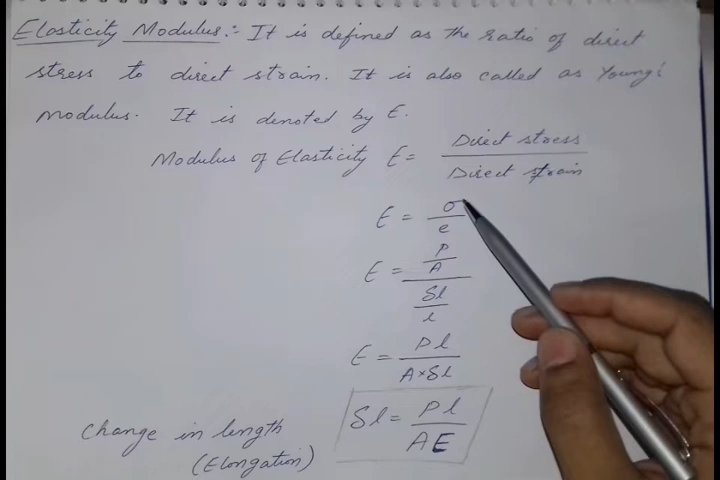 Elasticity Modulus :- It is defined as the ratio of direct
stress to direct strain. It is also called as Young's
modulus. It is denoted by E.
Modulus of Elasticity E = Direct stress / Direct strain
E = σ / e
E = P/A / δl/l
E = Pl / A×δl
Change in length (Elongation) δl = Pl / AE